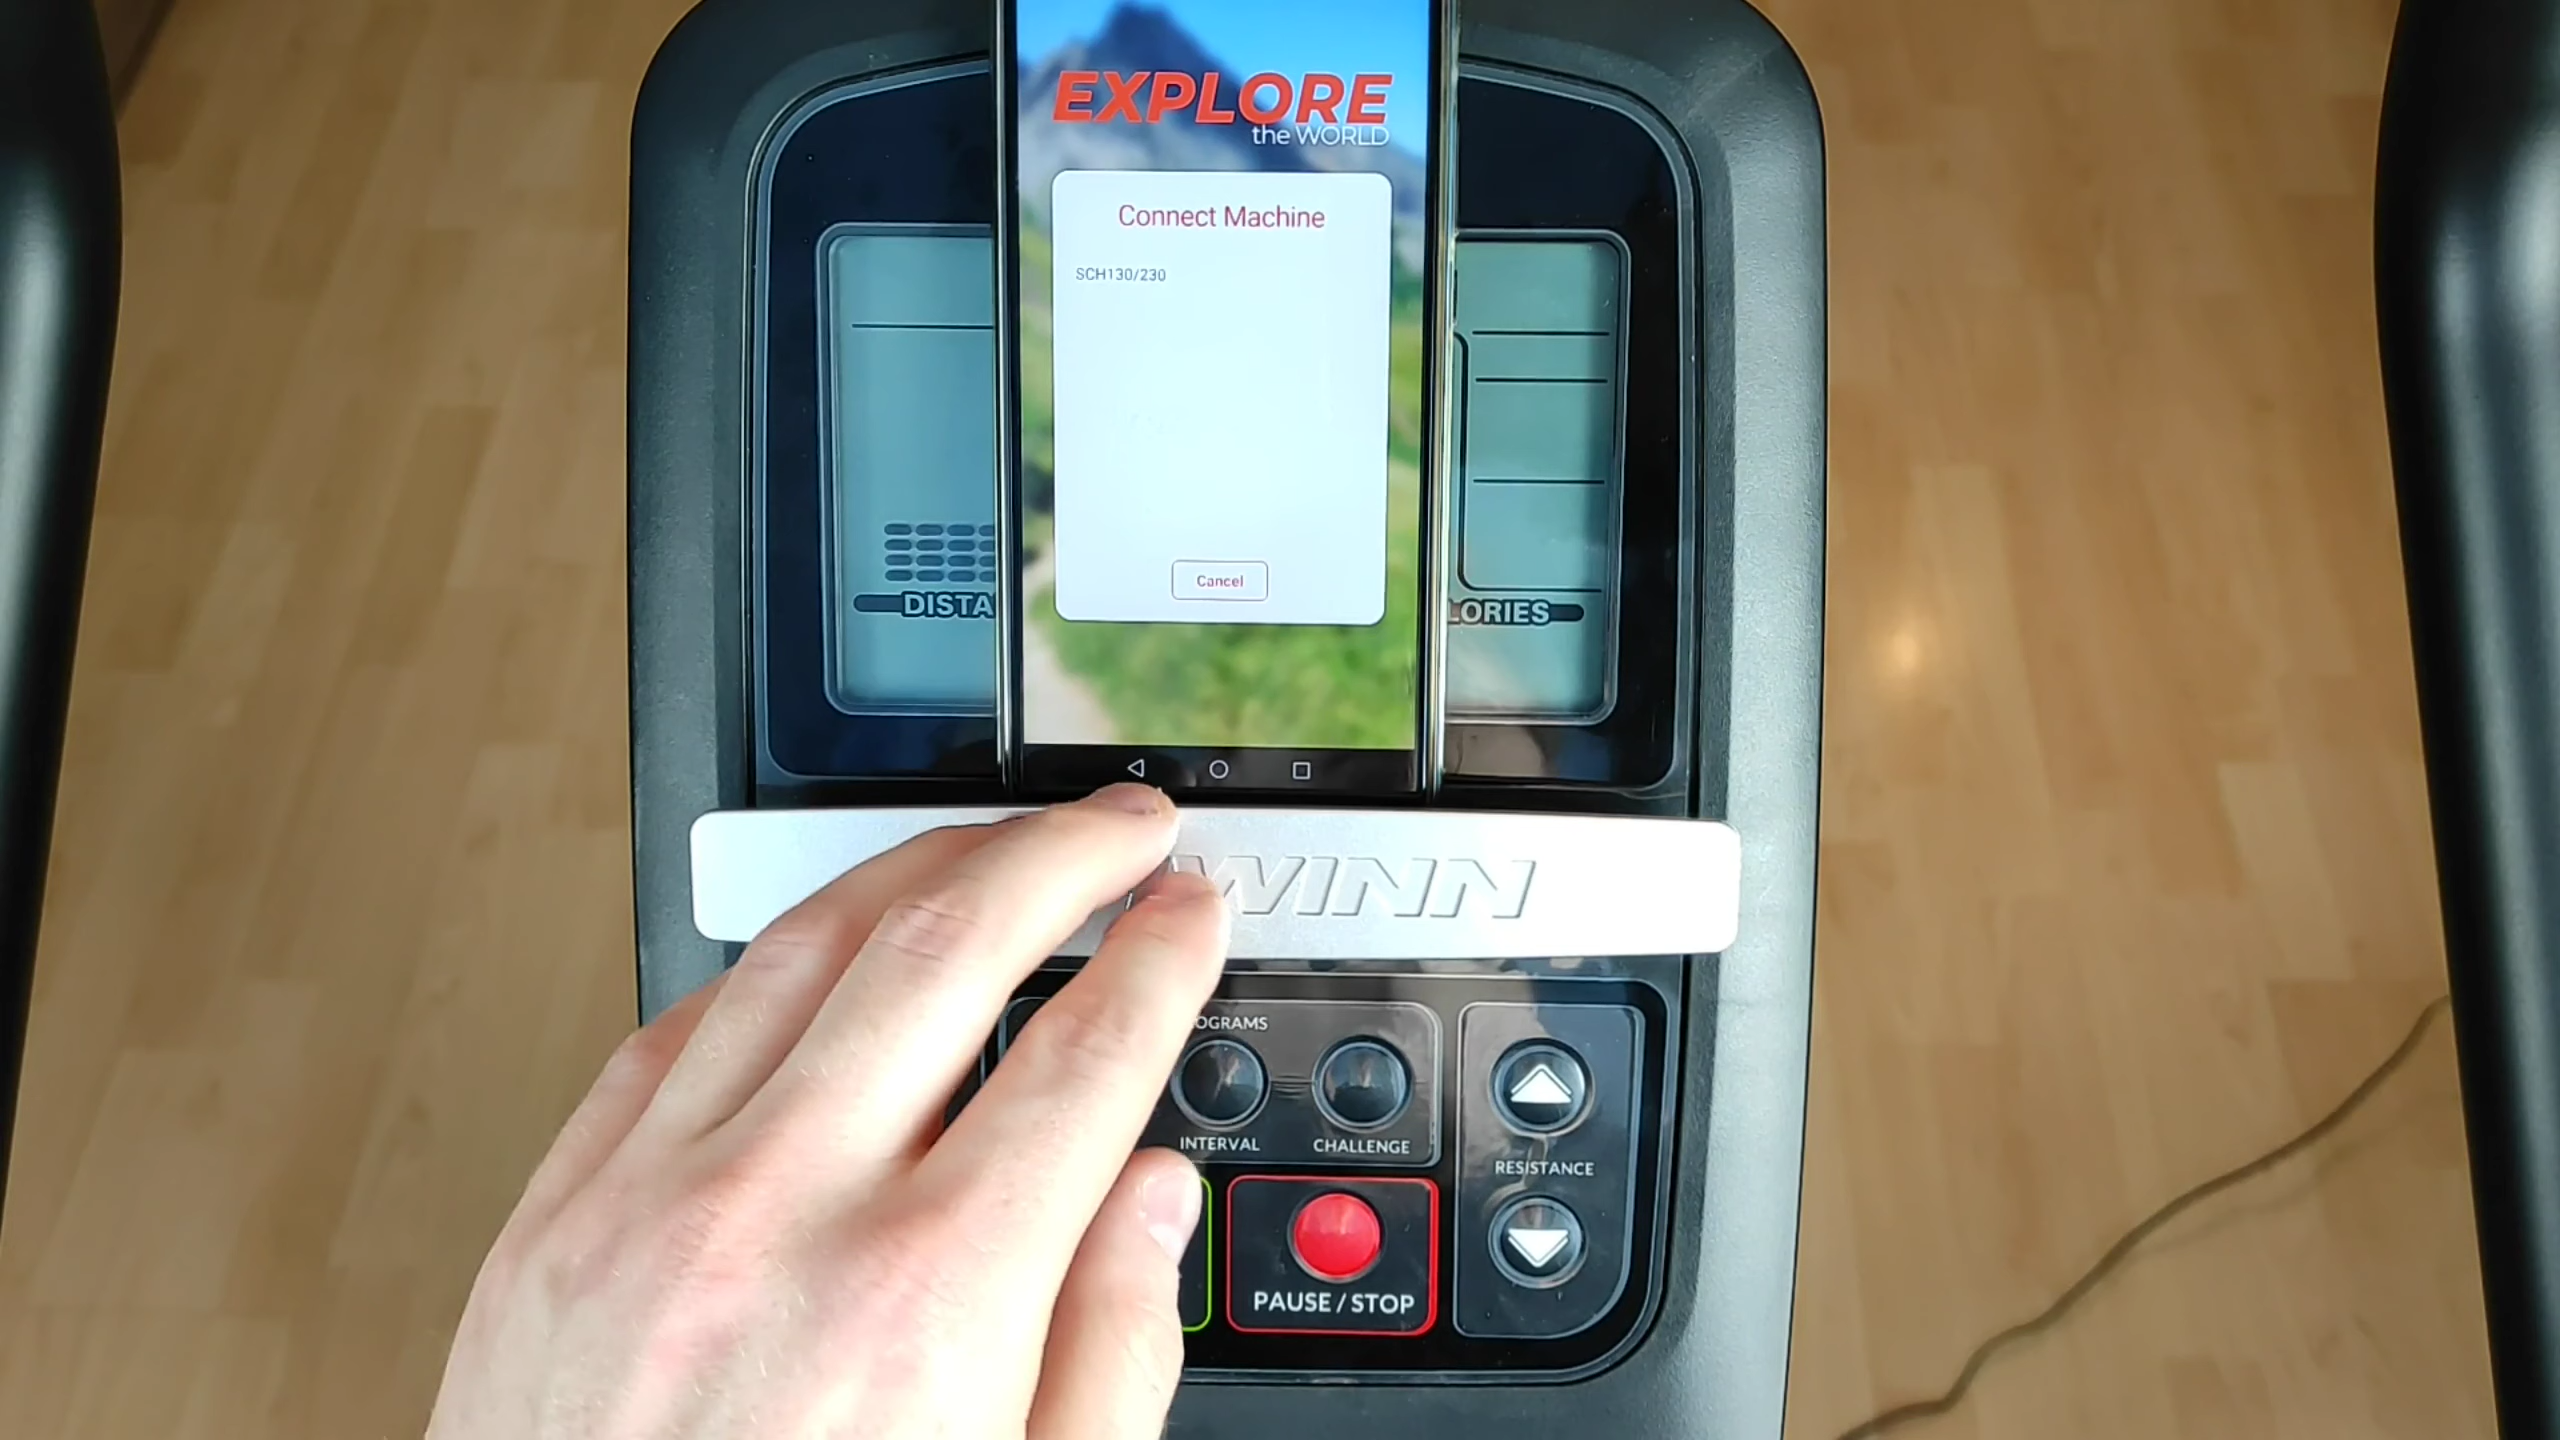 EXPLORE
the WORLD
Connect Machine
SCH130/230
Cancel
DISTA
LORIES
WINN
OGRAMS
INTERVAL
CHALLENGE
RESISTANCE
PAUSE / STOP